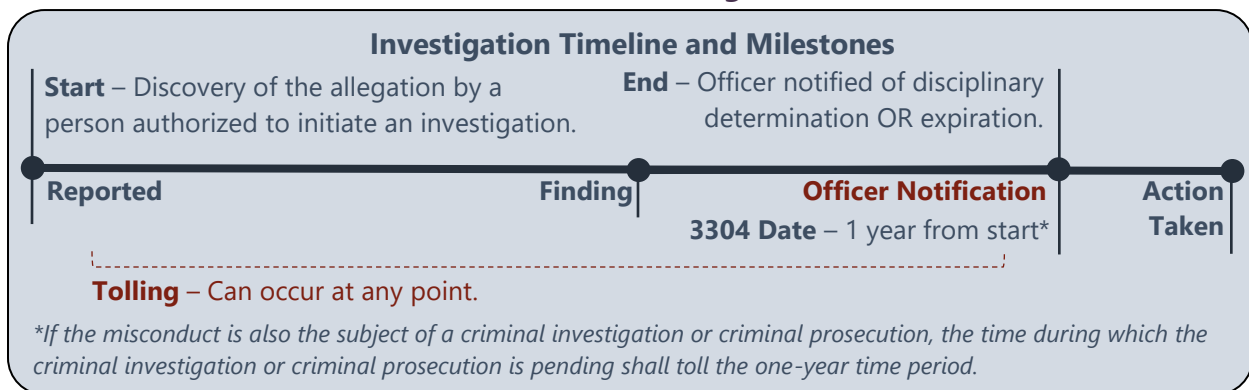 Investigation Timeline and Milestones
Start – Discovery of the allegation by a
person authorized to initiate an investigation.
End – Officer notified of disciplinary
determination OR expiration.
Reported
Finding
Officer Notification
3304 Date – 1 year from start*
Action
Taken
Tolling – Can occur at any point.
*If the misconduct is also the subject of a criminal investigation or criminal prosecution, the time during which the
criminal investigation or criminal prosecution is pending shall toll the one-year time period.